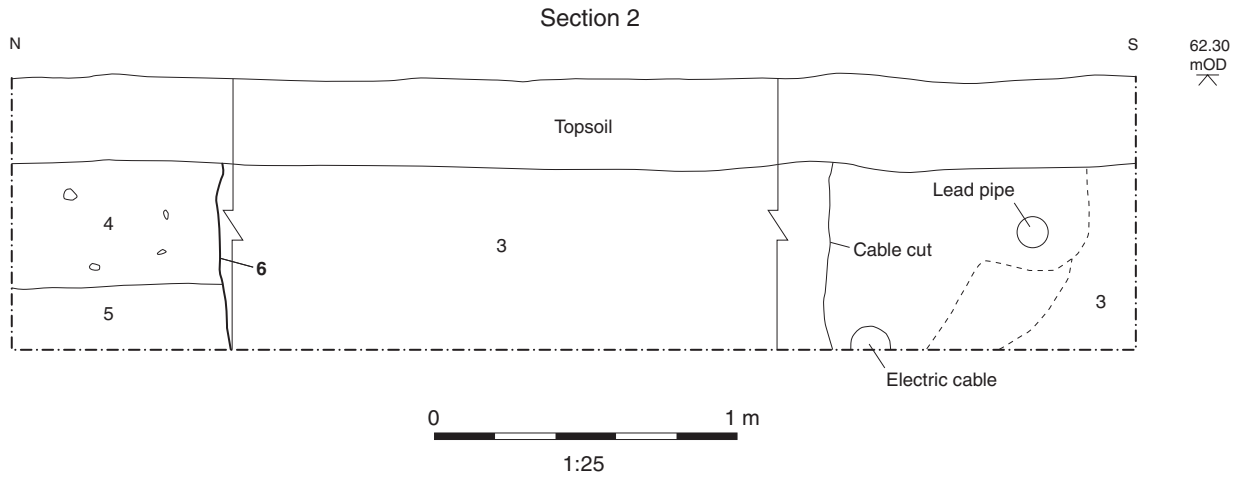 Section 2
N
S
62.30
mOD
Topsoil
Lead pipe
4
3
Cable cut
6
5
3
Electric cable
0 1 m
1:25